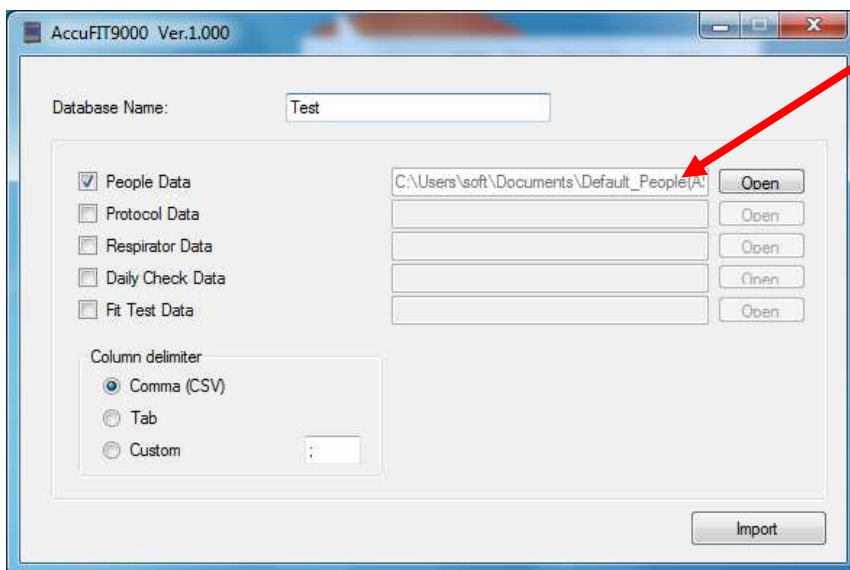 AccuFIT9000 Ver.1.000
Database Name: Test
People Data C:\Users\soft\Documents\Default_People(A Open
Protocol Data Open
Respirator Data Open
Daily Check Data Open
Fit Test Data Open
Column delimiter
Comma (CSV)
Tab
Custom ;
Import